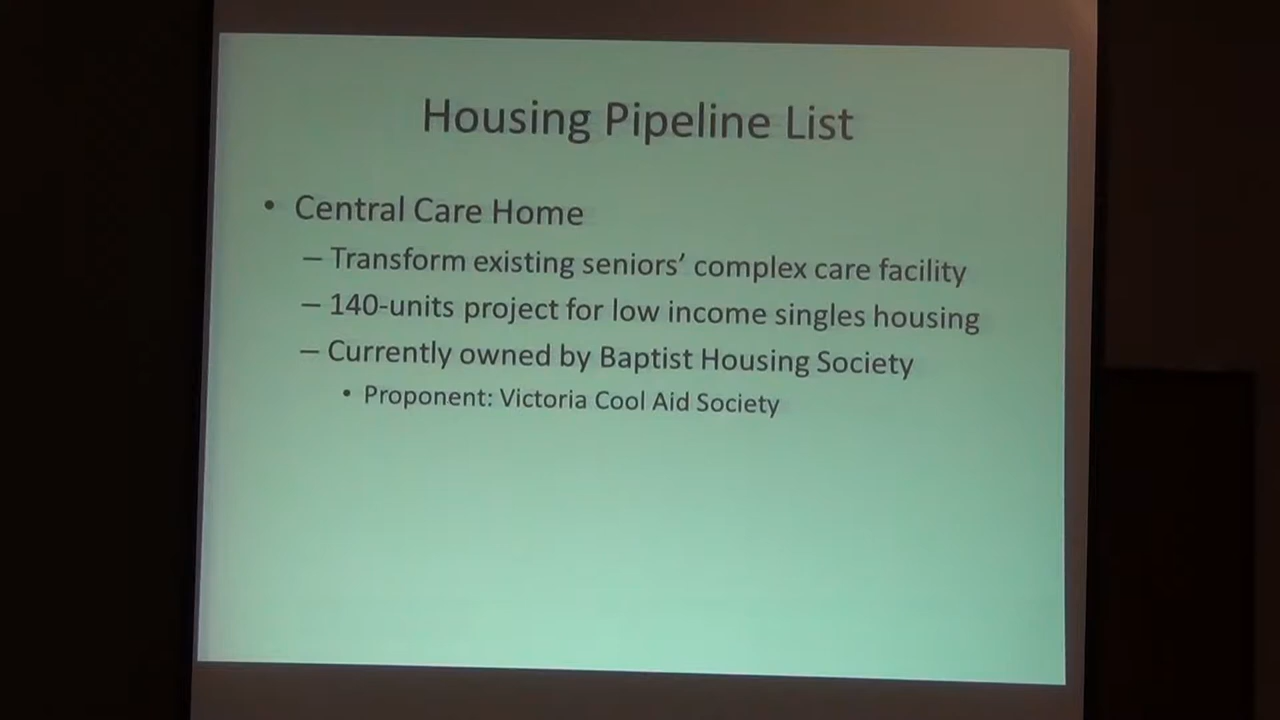 Housing Pipeline List
• Central Care Home
– Transform existing seniors’ complex care facility
– 140-units project for low income singles housing
– Currently owned by Baptist Housing Society
• Proponent: Victoria Cool Aid Society